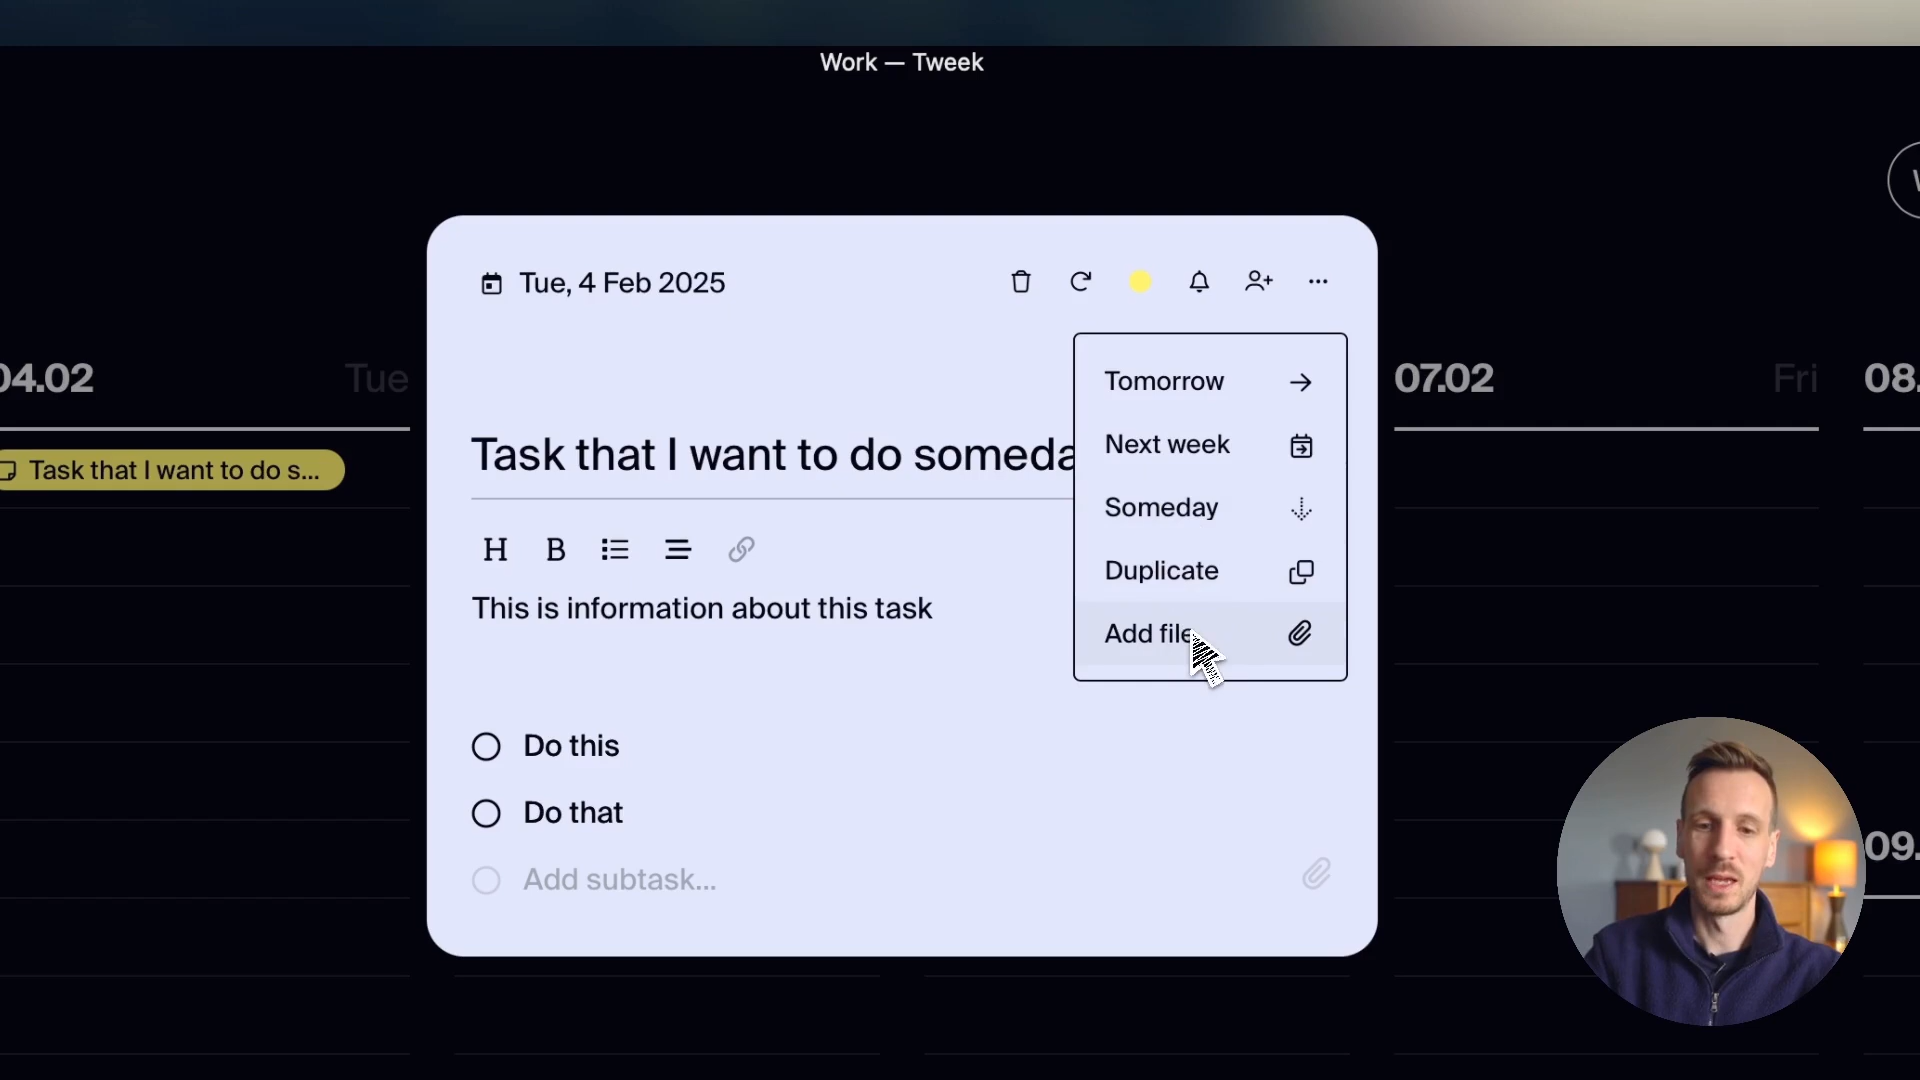 Work — Tweek
Tue, 4 Feb 2025
04.02 Tue
07.02 Fri
08.
Tomorrow
Next week
Someday
Duplicate
Add file
Task that I want to do s...
Task that I want to do someda
H B
This is information about this task
Do this
Do that
Add subtask...
09.